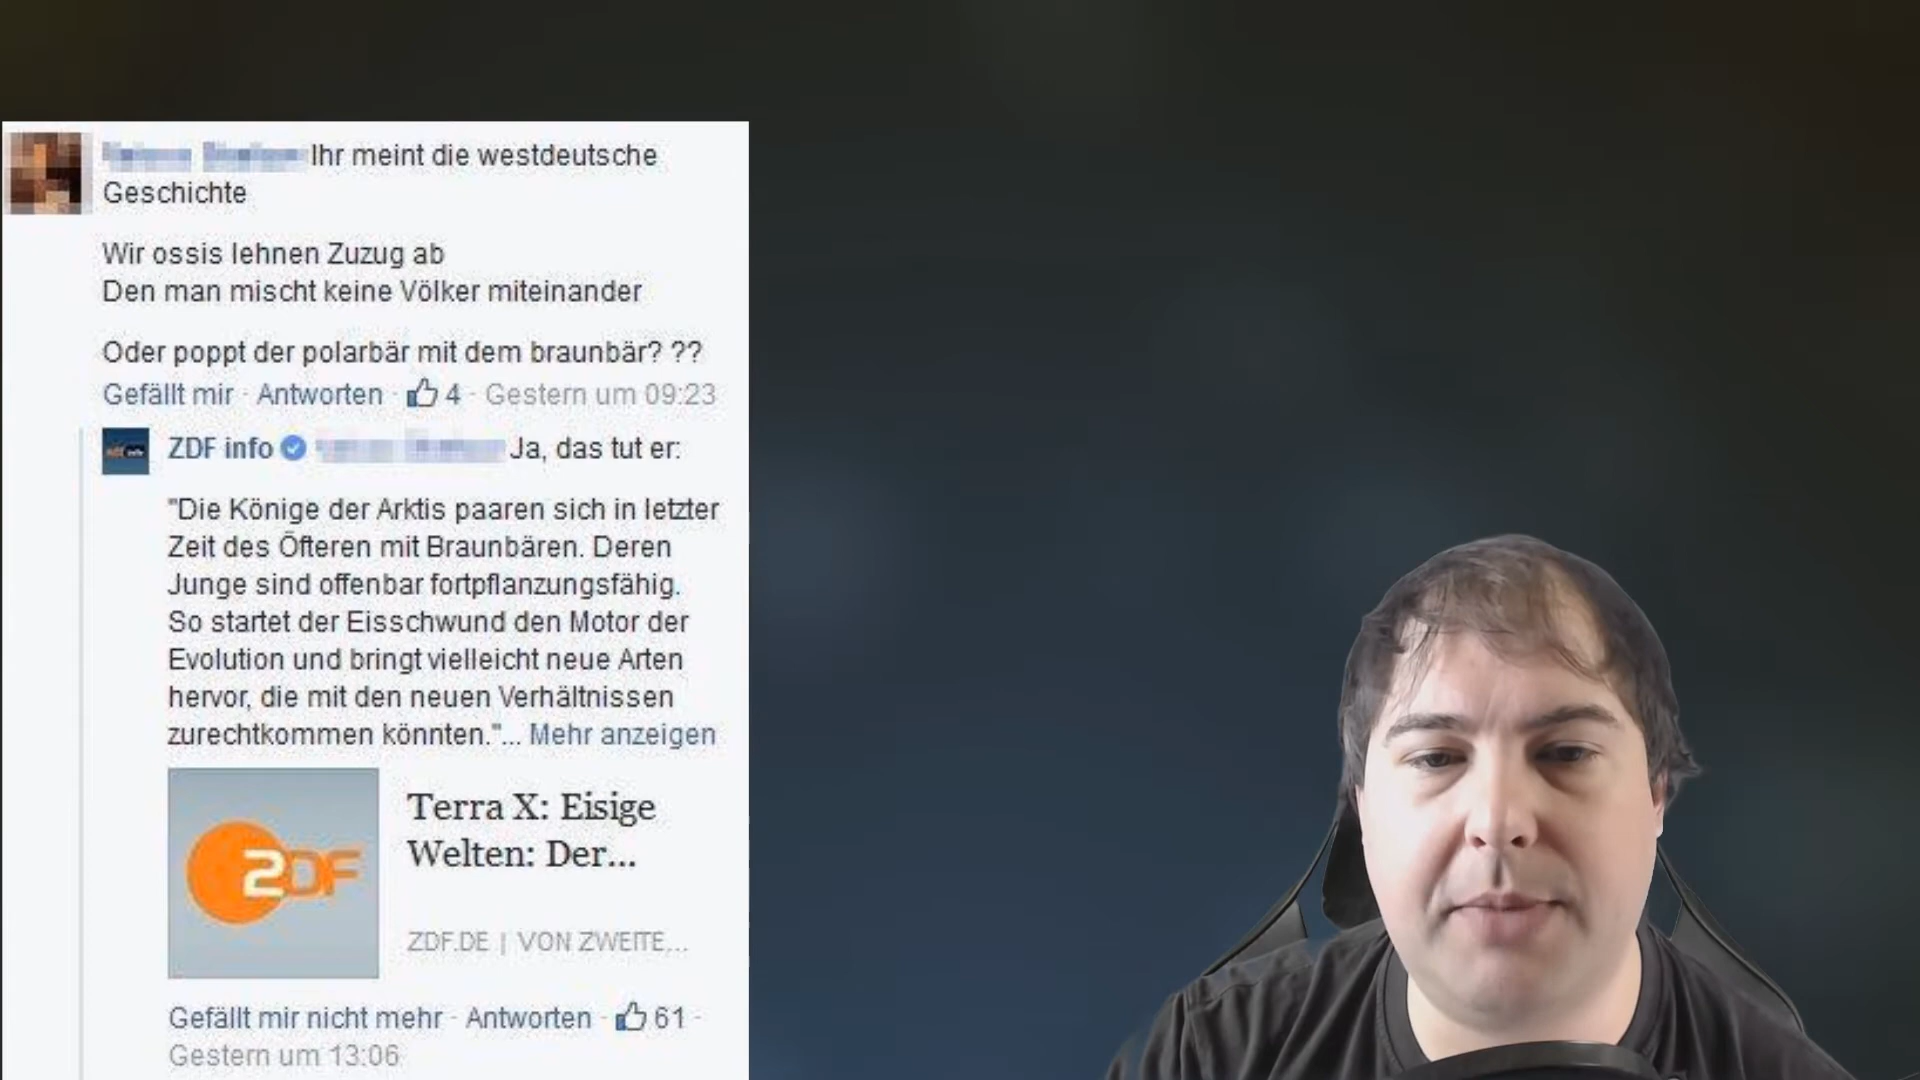 Ihr meint die westdeutsche
Geschichte
Wir ossis lehnen Zuzug ab
Den man mischt keine Völker miteinander
Oder poppt der polarbär mit dem braunbär? ??
Gefällt mir · Antworten · 4 · Gestern um 09:23
ZDF info Ja, das tut er:
"Die Könige der Arktis paaren sich in letzter
Zeit des Öfteren mit Braunbären. Deren
Junge sind offenbar fortpflanzungsfähig.
So startet der Eisschwund den Motor der
Evolution und bringt vielleicht neue Arten
hervor, die mit den neuen Verhältnissen
zurechtkommen könnten."... Mehr anzeigen
ZDF
Terra X: Eisige
Welten: Der...
ZDF.DE | VON ZWEITE...
Gefällt mir nicht mehr · Antworten · 61 ·
Gestern um 13:06